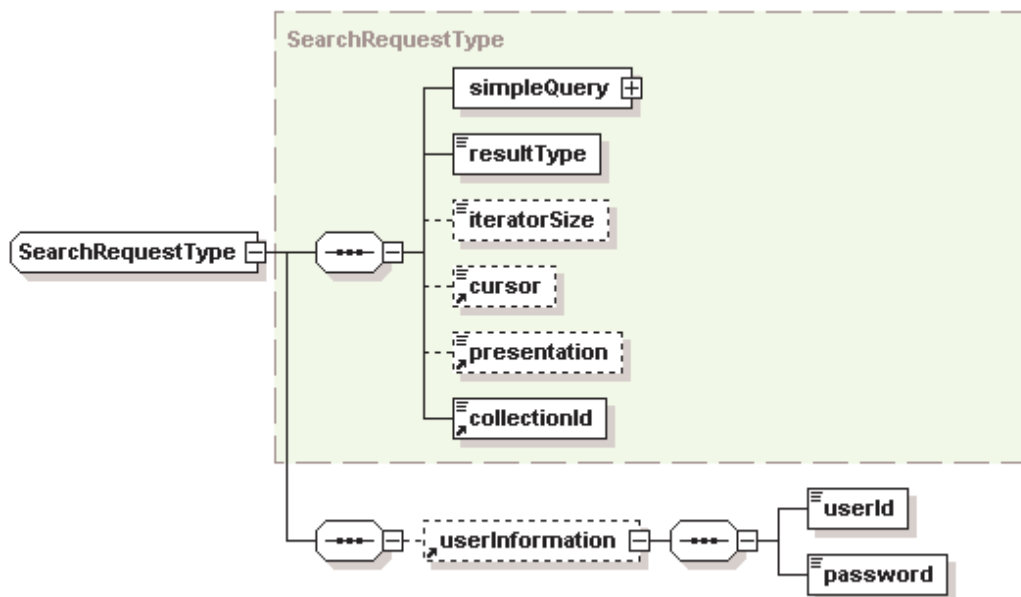 SearchRequestType
simpleQuery
resultType
iteratorSize
SearchRequestType
cursor
presentation
collectionId
userId
userInformation
password